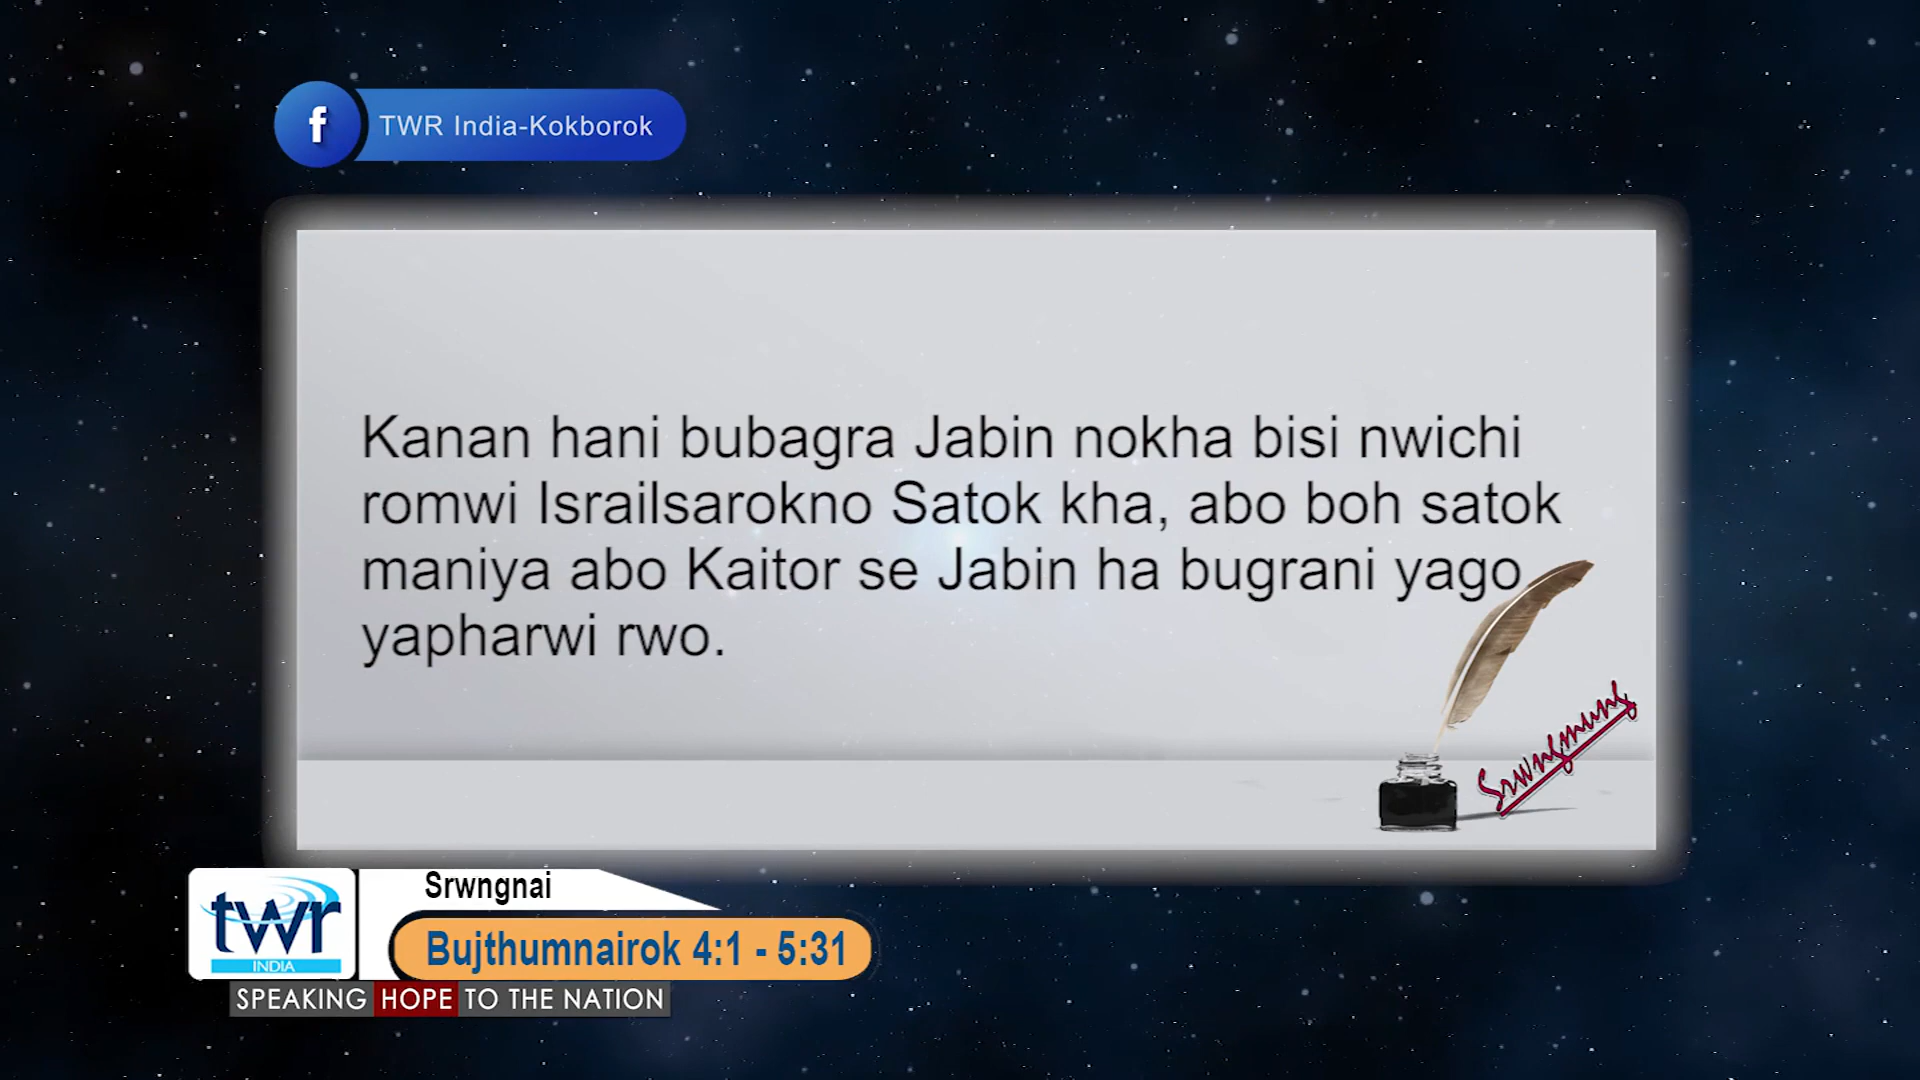 f
TWR India-Kokborok
Kanan hani bubagra Jabin nokha bisi nwichi
romwi Israilsarokno Satok kha, abo boh satok
maniya abo Kaitor se Jabin ha bugrani yago
yapharwi rwo.
Srwngmung
twr
INDIA
Srwngnai
Bujthumnairok 4:1 - 5:31
SPEAKING HOPE TO THE NATION